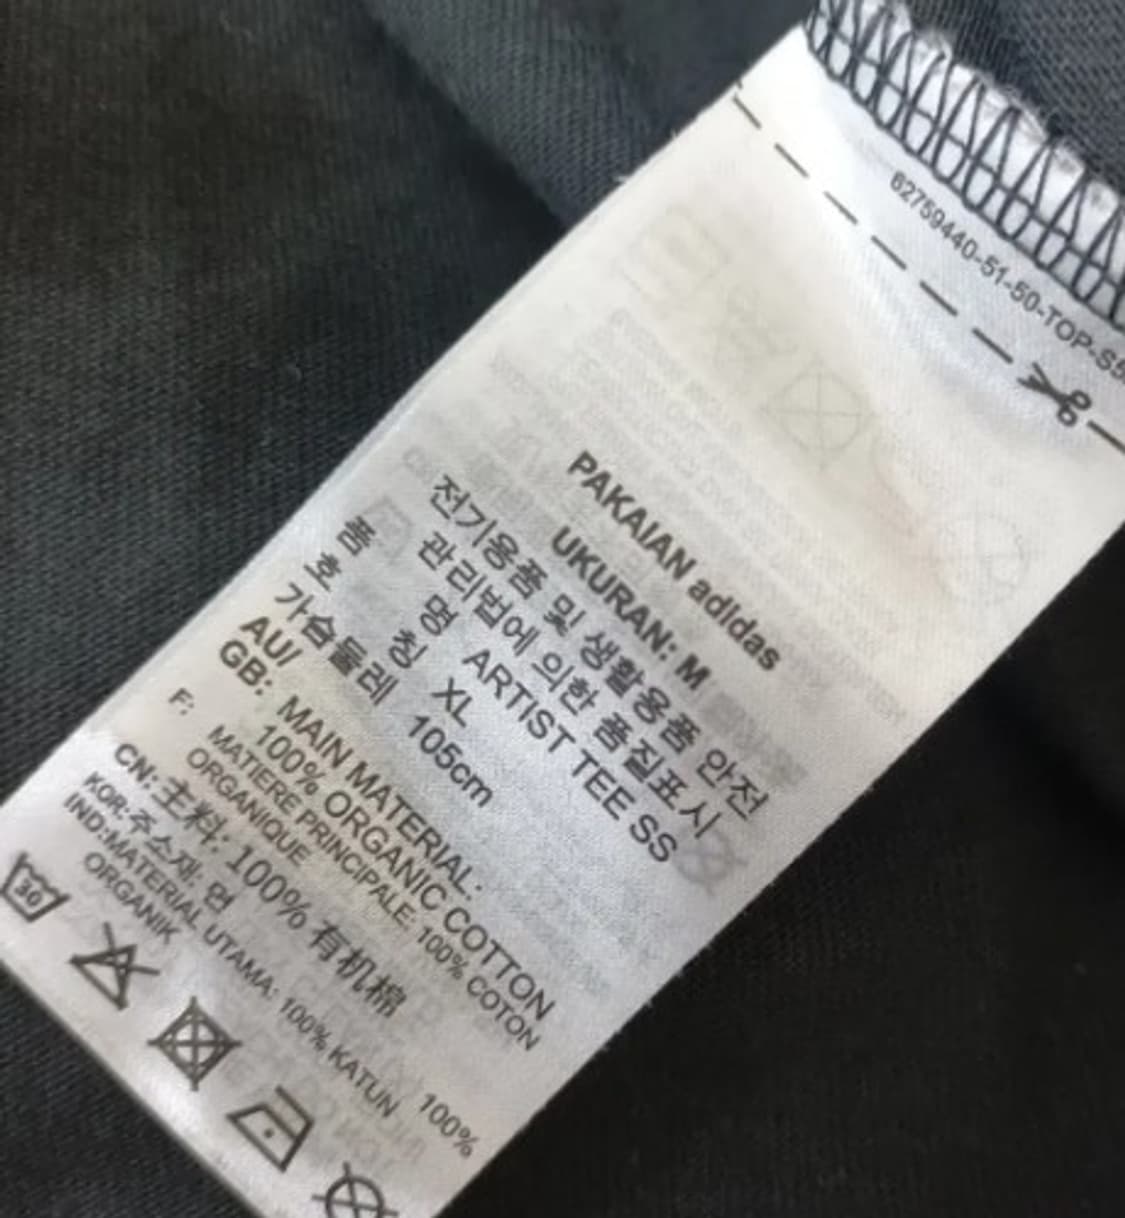 62759440-51-50-TOP-S5
PAKAIAN adidas
UKURAN: M
전기용품 및 생활용품 안전
관리법에 의한 품질표시
품 명 ARTIST TEE SS
호 칭 XL
가슴둘레 105cm
AU/
GB: MAIN MATERIAL:
100% ORGANIC COTTON
F: MATIERE PRINCIPALE: 100% COTON
ORGANIQUE
CN: 主料: 100% 有机棉
KOR:주소재: 면 100%
IND:MATERIAL UTAMA: 100% KATUN
ORGANIK
30